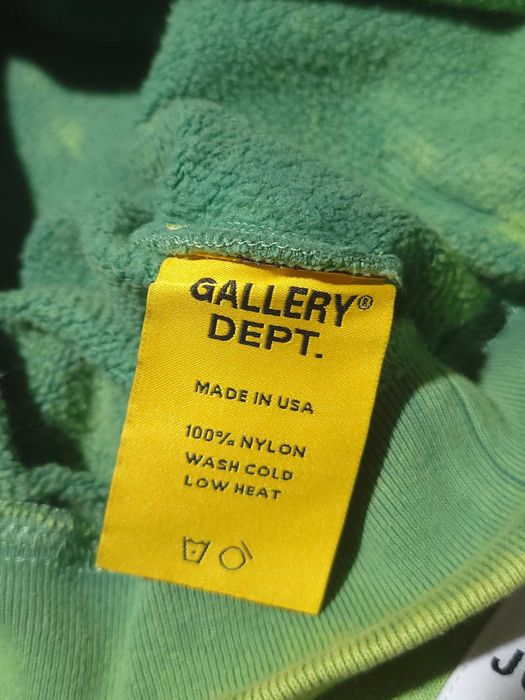 GALLERY®
DEPT.
MADE IN USA
100% NYLON
WASH COLD
LOW HEAT
J